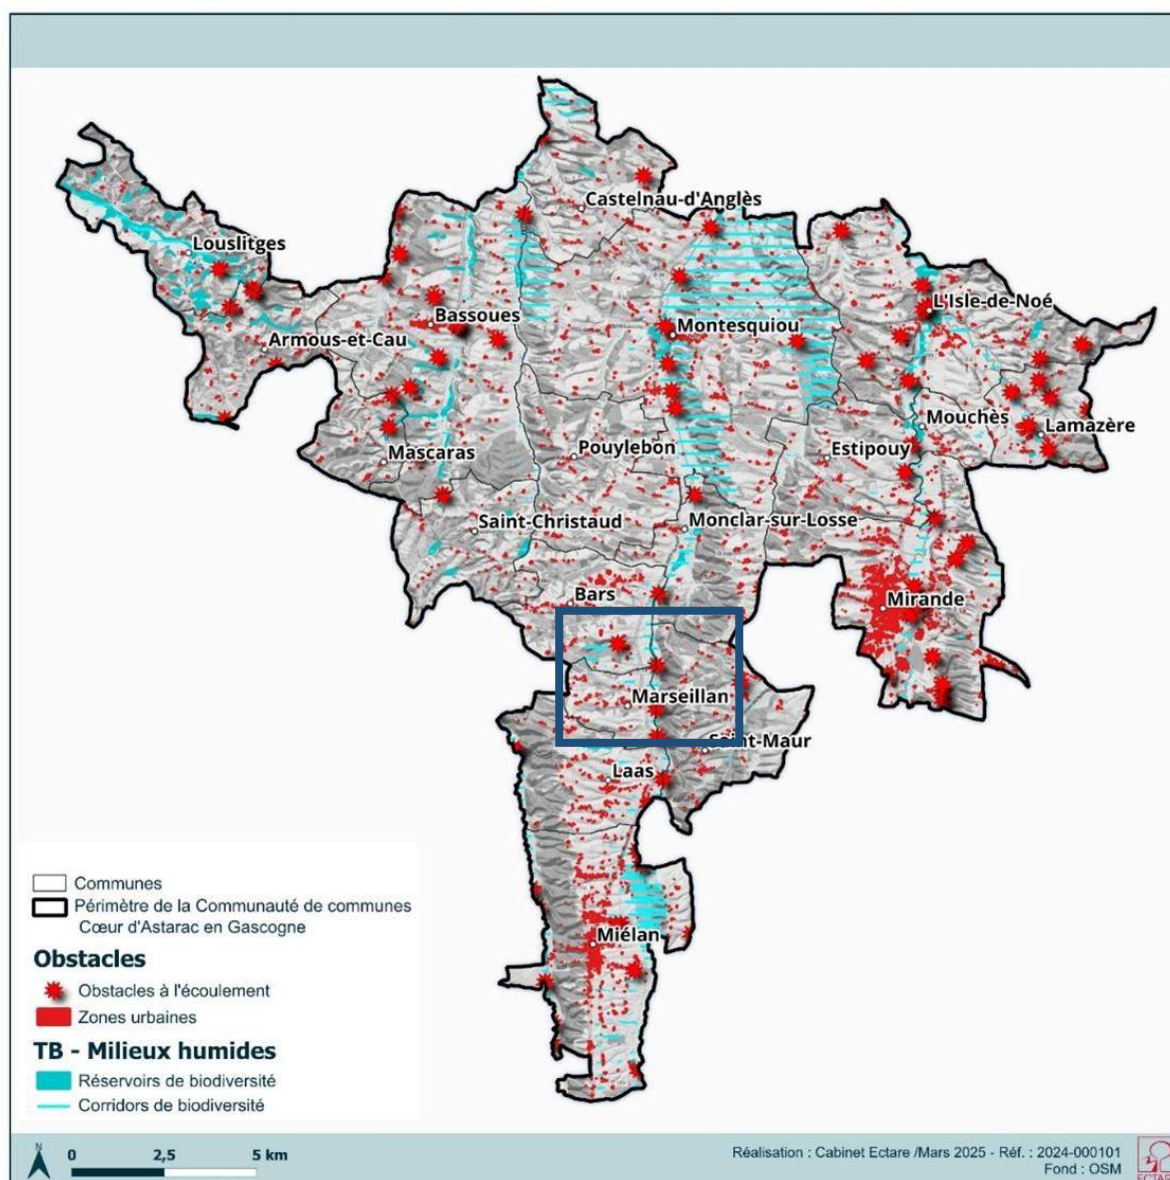 Castelnau-d'Anglès
Louslitges
L'Isle-de-Noé
Bassoues
Montesquiou
Armous-et-Cau
Mouchès
Lamazère
Mascaras
Pouylebon
Estipouy
Saint-Christaud
Monclar-sur-Losse
Bars
Mirande
Marseillan
Saint-Maur
Laas
Miélan
Communes
Périmètre de la Communauté de communes
Cœur d'Astarac en Gascogne
Obstacles
Obstacles à l'écoulement
Zones urbaines
TB - Milieux humides
Réservoirs de biodiversité
Corridors de biodiversité
N
0 2,5 5 km
Réalisation : Cabinet Ectare /Mars 2025 - Réf. : 2024-000101
Fond : OSM
ECTARE